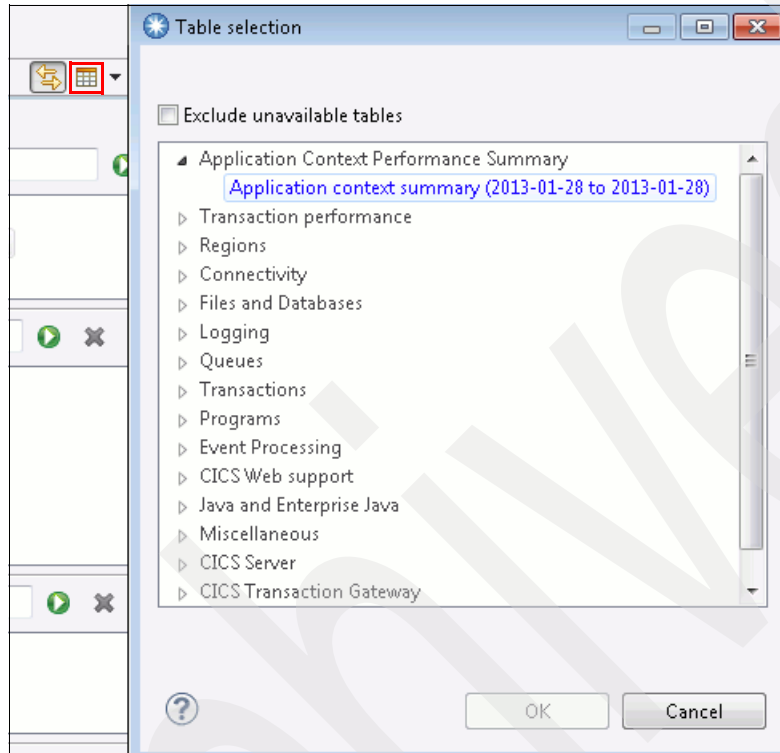 Table selection
Exclude unavailable tables
Application Context Performance Summary
Application context summary (2013-01-28 to 2013-01-28)
Transaction performance
Regions
Connectivity
Files and Databases
Logging
Queues
Transactions
Programs
Event Processing
CICS Web support
Java and Enterprise Java
Miscellaneous
CICS Server
CICS Transaction Gateway
?
OK
Cancel